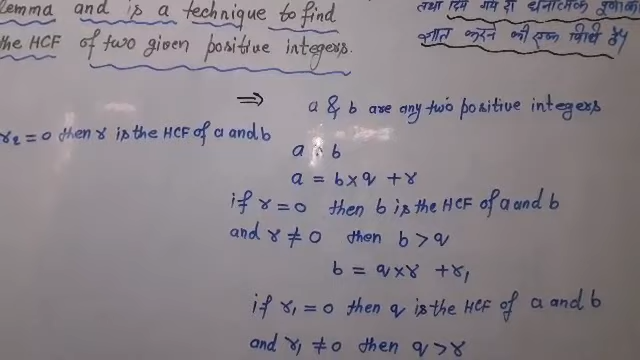 lemma and is a technique to find
the HCF of two given positive integers.
तथा दिये गये दो धनात्मक पूर्णांक
ज्ञात करने की एक विधि है।
⇒ a & b are any two positive integers
r₂ = 0 then r is the HCF of a and b
a b
a = b×q + r
if r = 0 then b is the HCF of a and b
and r ≠ 0 then b > q
b = q×r + r₁
if r₁ = 0 then q is the HCF of a and b
and r₁ ≠ 0 then q > r